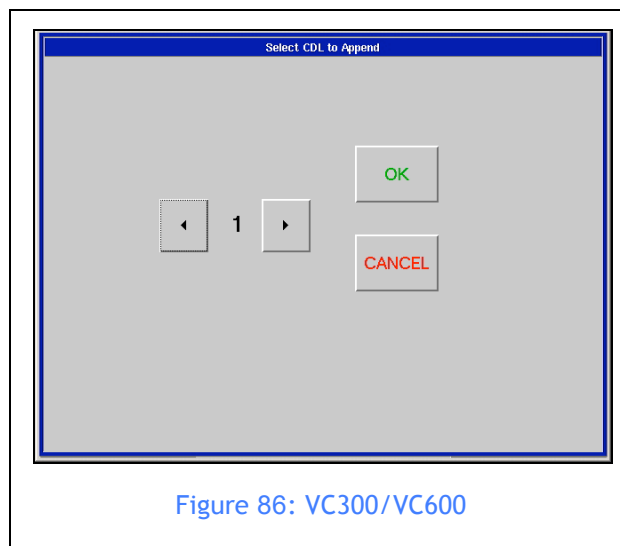 Select CDL to Append
OK
1
CANCEL
Figure 86: VC300/VC600